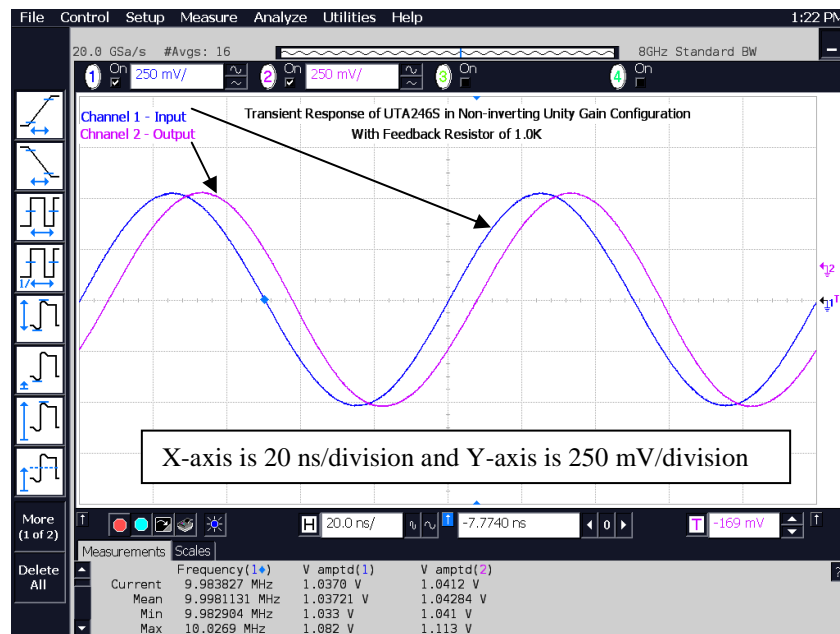 File Control Setup Measure Analyze Utilities Help 1:22 PM
20.0 GSa/s #Avgs: 16 8GHz Standard BW
1 On 250 mV/ 2 On 250 mV/ 3 On 4 On
Transient Response of UTA246S in Non-inverting Unity Gain Configuration
With Feedback Resistor of 1.0K
Channel 1 - Input
Chnanel 2 - Output
2
1 T
1/
X-axis is 20 ns/division and Y-axis is 250 mV/division
More
(1 of 2)
Delete
All
H 20.0 ns/ T -7.7740 ns 0 T -169 mV T
Measurements Scales
Frequency(1) V amptd(1) V amptd(2)
Current 9.983827 MHz 1.0370 V 1.0412 V
Mean 9.9981131 MHz 1.03721 V 1.04284 V
Min 9.982904 MHz 1.033 V 1.041 V
Max 10.0269 MHz 1.082 V 1.113 V
?